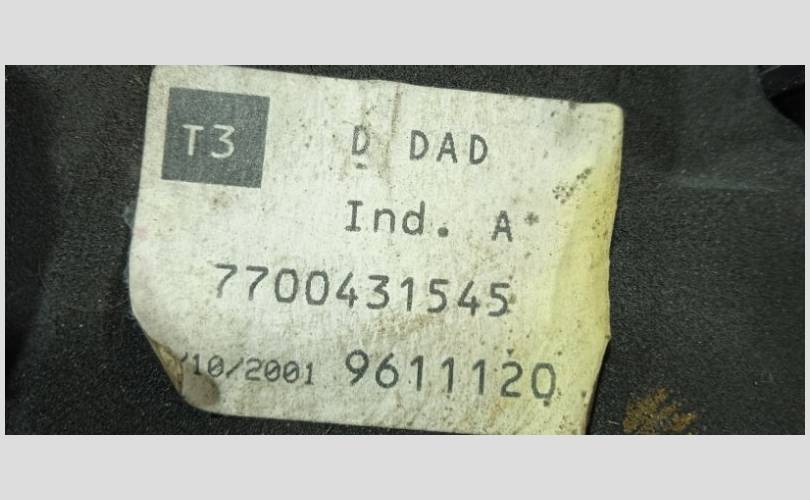 T3 D DAD
Ind. A
7700431545
/10/2001 9611120